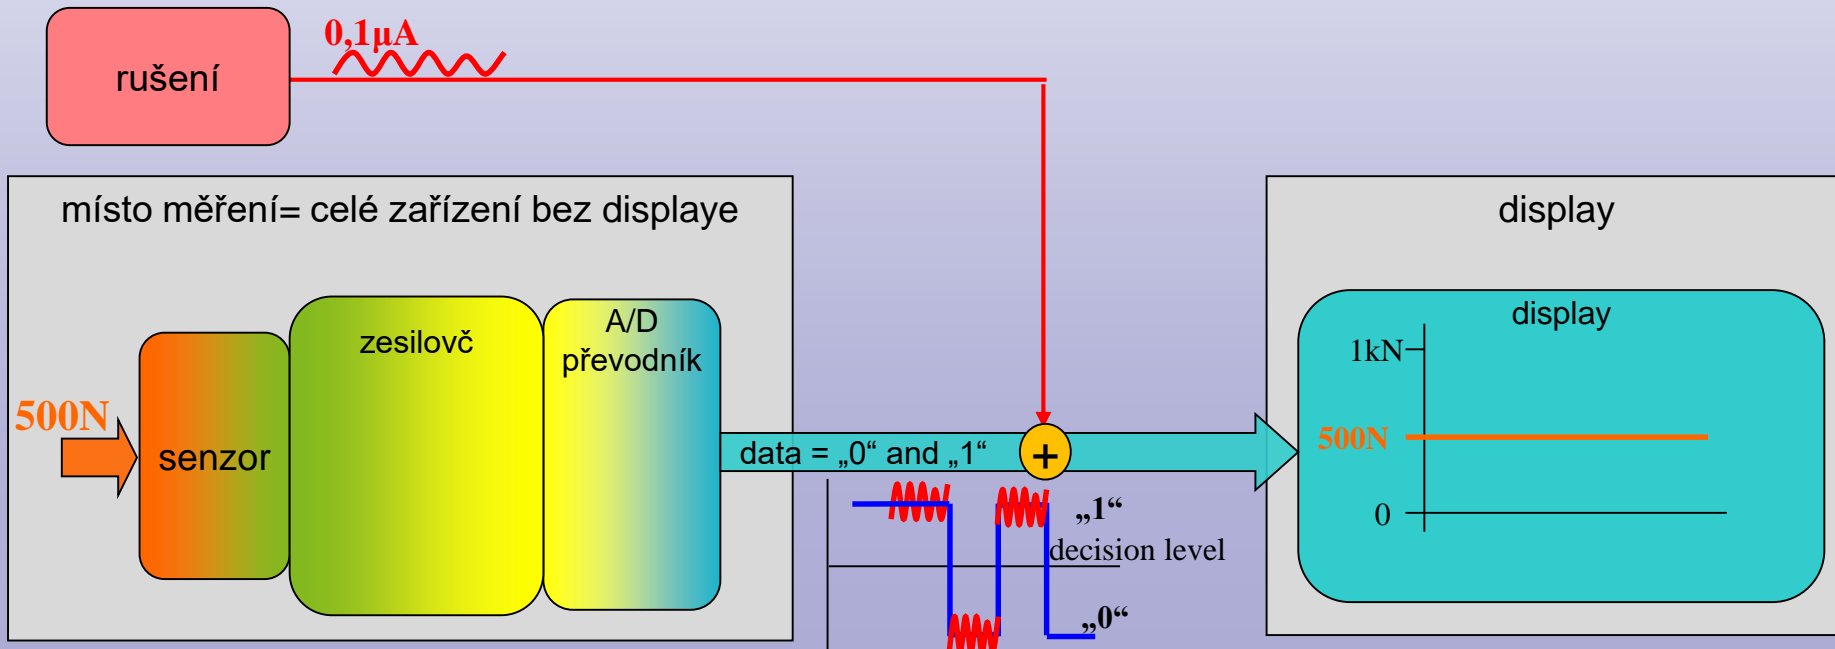 0,1µA
rušení
místo měření= celé zařízení bez displaye
display
500N
senzor
zesilovč
A/D
převodník
data = „0“ and „1“
+
„1“
decision level
„0“
display
1kN
500N
0